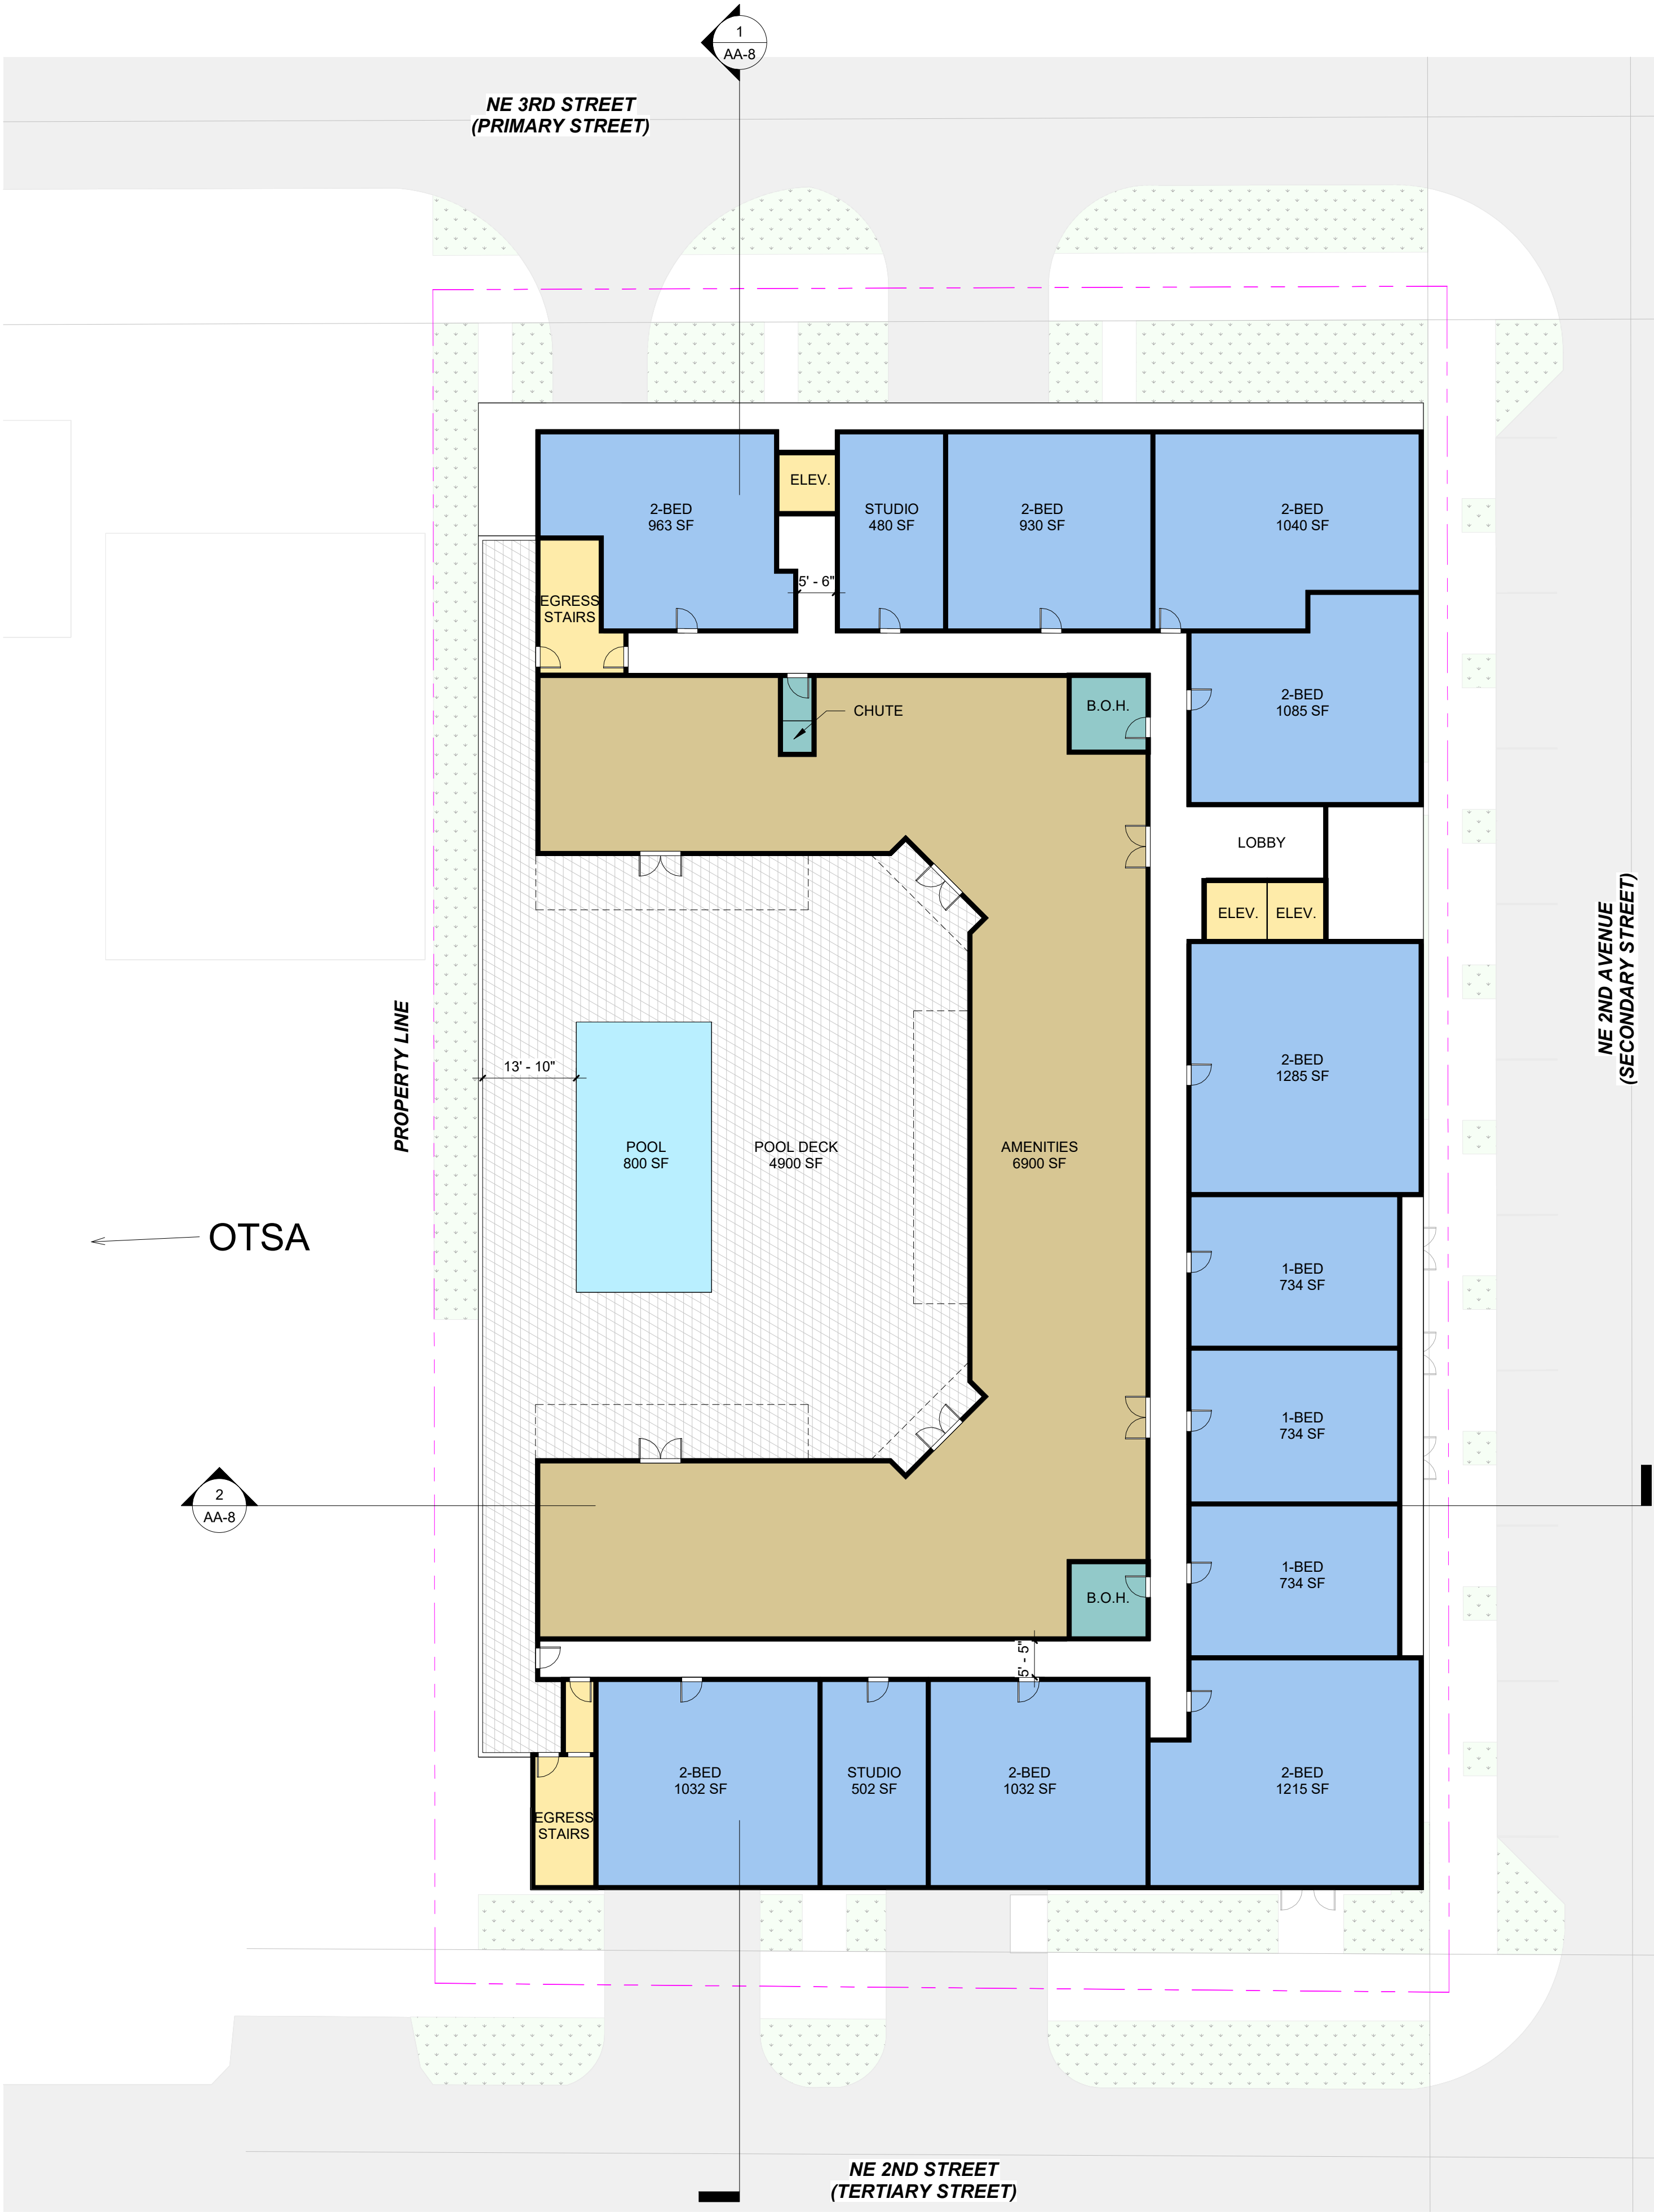 1
AA-8
NE 3RD STREET
(PRIMARY STREET)
2-BED
963 SF
ELEV.
STUDIO
480 SF
2-BED
930 SF
2-BED
1040 SF
5' - 6"
EGRESS
STAIRS
2-BED
1085 SF
B.O.H.
CHUTE
LOBBY
ELEV.
ELEV.
NE 2ND AVENUE
(SECONDARY STREET)
PROPERTY LINE
13' - 10"
2-BED
1285 SF
POOL
800 SF
POOL DECK
4900 SF
AMENITIES
6900 SF
OTSA
1-BED
734 SF
1-BED
734 SF
2
AA-8
1-BED
734 SF
B.O.H.
5' - 5"
2-BED
1032 SF
STUDIO
502 SF
2-BED
1032 SF
2-BED
1215 SF
EGRESS
STAIRS
NE 2ND STREET
(TERTIARY STREET)